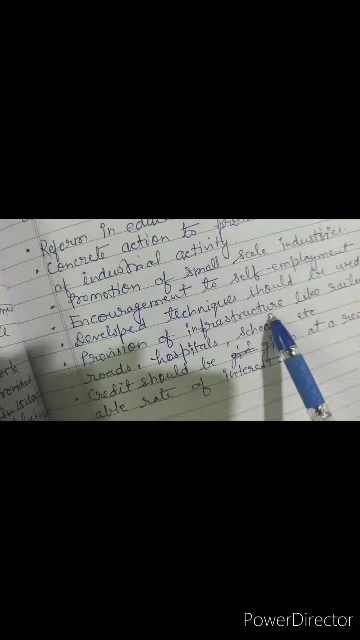 • Reform in educa
• Concrete action to pro
of industrial activity
• Promotion of small-scale industries.
• Encouragement to self-employment
• Developed techniques should be used
• Provision of infrastructure like railw
roads, hospitals, schools etc
• Credit should be at a rea
able rate of interest
PowerDirector